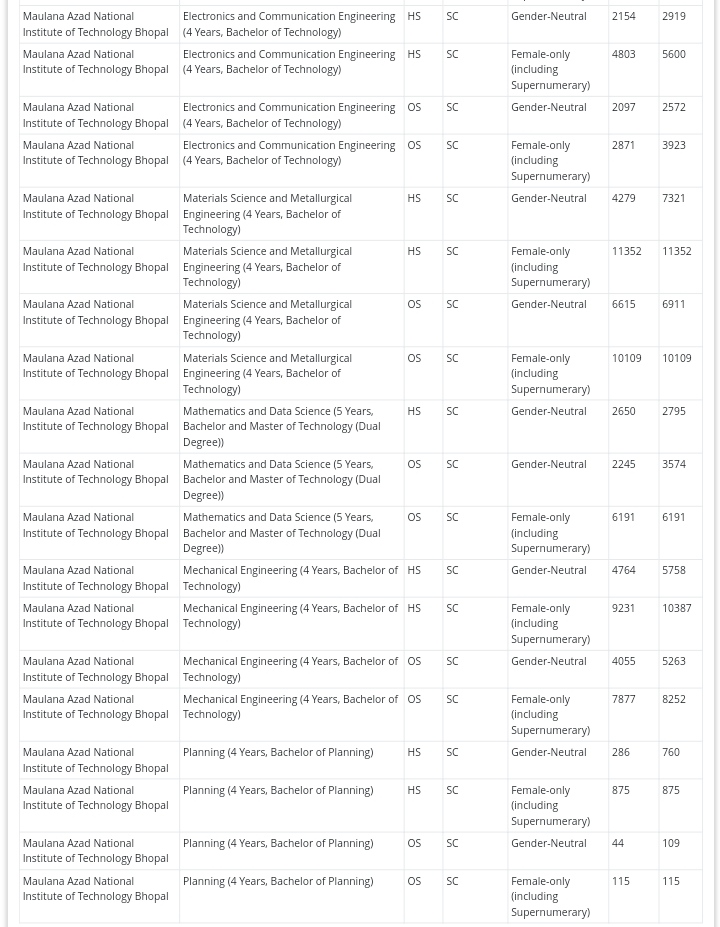 Maulana Azad National Institute of Technology Bhopal Electronics and Communication Engineering (4 Years, Bachelor of Technology) HS SC Gender-Neutral 2154 2919
Maulana Azad National Institute of Technology Bhopal Electronics and Communication Engineering (4 Years, Bachelor of Technology) HS SC Female-only (including Supernumerary) 4803 5600
Maulana Azad National Institute of Technology Bhopal Electronics and Communication Engineering (4 Years, Bachelor of Technology) OS SC Gender-Neutral 2097 2572
Maulana Azad National Institute of Technology Bhopal Electronics and Communication Engineering (4 Years, Bachelor of Technology) OS SC Female-only (including Supernumerary) 2871 3923
Maulana Azad National Institute of Technology Bhopal Materials Science and Metallurgical Engineering (4 Years, Bachelor of Technology) HS SC Gender-Neutral 4279 7321
Maulana Azad National Institute of Technology Bhopal Materials Science and Metallurgical Engineering (4 Years, Bachelor of Technology) HS SC Female-only (including Supernumerary) 11352 11352
Maulana Azad National Institute of Technology Bhopal Materials Science and Metallurgical Engineering (4 Years, Bachelor of Technology) OS SC Gender-Neutral 6615 6911
Maulana Azad National Institute of Technology Bhopal Materials Science and Metallurgical Engineering (4 Years, Bachelor of Technology) OS SC Female-only (including Supernumerary) 10109 10109
Maulana Azad National Institute of Technology Bhopal Mathematics and Data Science (5 Years, Bachelor and Master of Technology (Dual Degree)) HS SC Gender-Neutral 2650 2795
Maulana Azad National Institute of Technology Bhopal Mathematics and Data Science (5 Years, Bachelor and Master of Technology (Dual Degree)) OS SC Gender-Neutral 2245 3574
Maulana Azad National Institute of Technology Bhopal Mathematics and Data Science (5 Years, Bachelor and Master of Technology (Dual Degree)) OS SC Female-only (including Supernumerary) 6191 6191
Maulana Azad National Institute of Technology Bhopal Mechanical Engineering (4 Years, Bachelor of Technology) HS SC Gender-Neutral 4764 5758
Maulana Azad National Institute of Technology Bhopal Mechanical Engineering (4 Years, Bachelor of Technology) HS SC Female-only (including Supernumerary) 9231 10387
Maulana Azad National Institute of Technology Bhopal Mechanical Engineering (4 Years, Bachelor of Technology) OS SC Gender-Neutral 4055 5263
Maulana Azad National Institute of Technology Bhopal Mechanical Engineering (4 Years, Bachelor of Technology) OS SC Female-only (including Supernumerary) 7877 8252
Maulana Azad National Institute of Technology Bhopal Planning (4 Years, Bachelor of Planning) HS SC Gender-Neutral 286 760
Maulana Azad National Institute of Technology Bhopal Planning (4 Years, Bachelor of Planning) HS SC Female-only (including Supernumerary) 875 875
Maulana Azad National Institute of Technology Bhopal Planning (4 Years, Bachelor of Planning) OS SC Gender-Neutral 44 109
Maulana Azad National Institute of Technology Bhopal Planning (4 Years, Bachelor of Planning) OS SC Female-only (including Supernumerary) 115 115